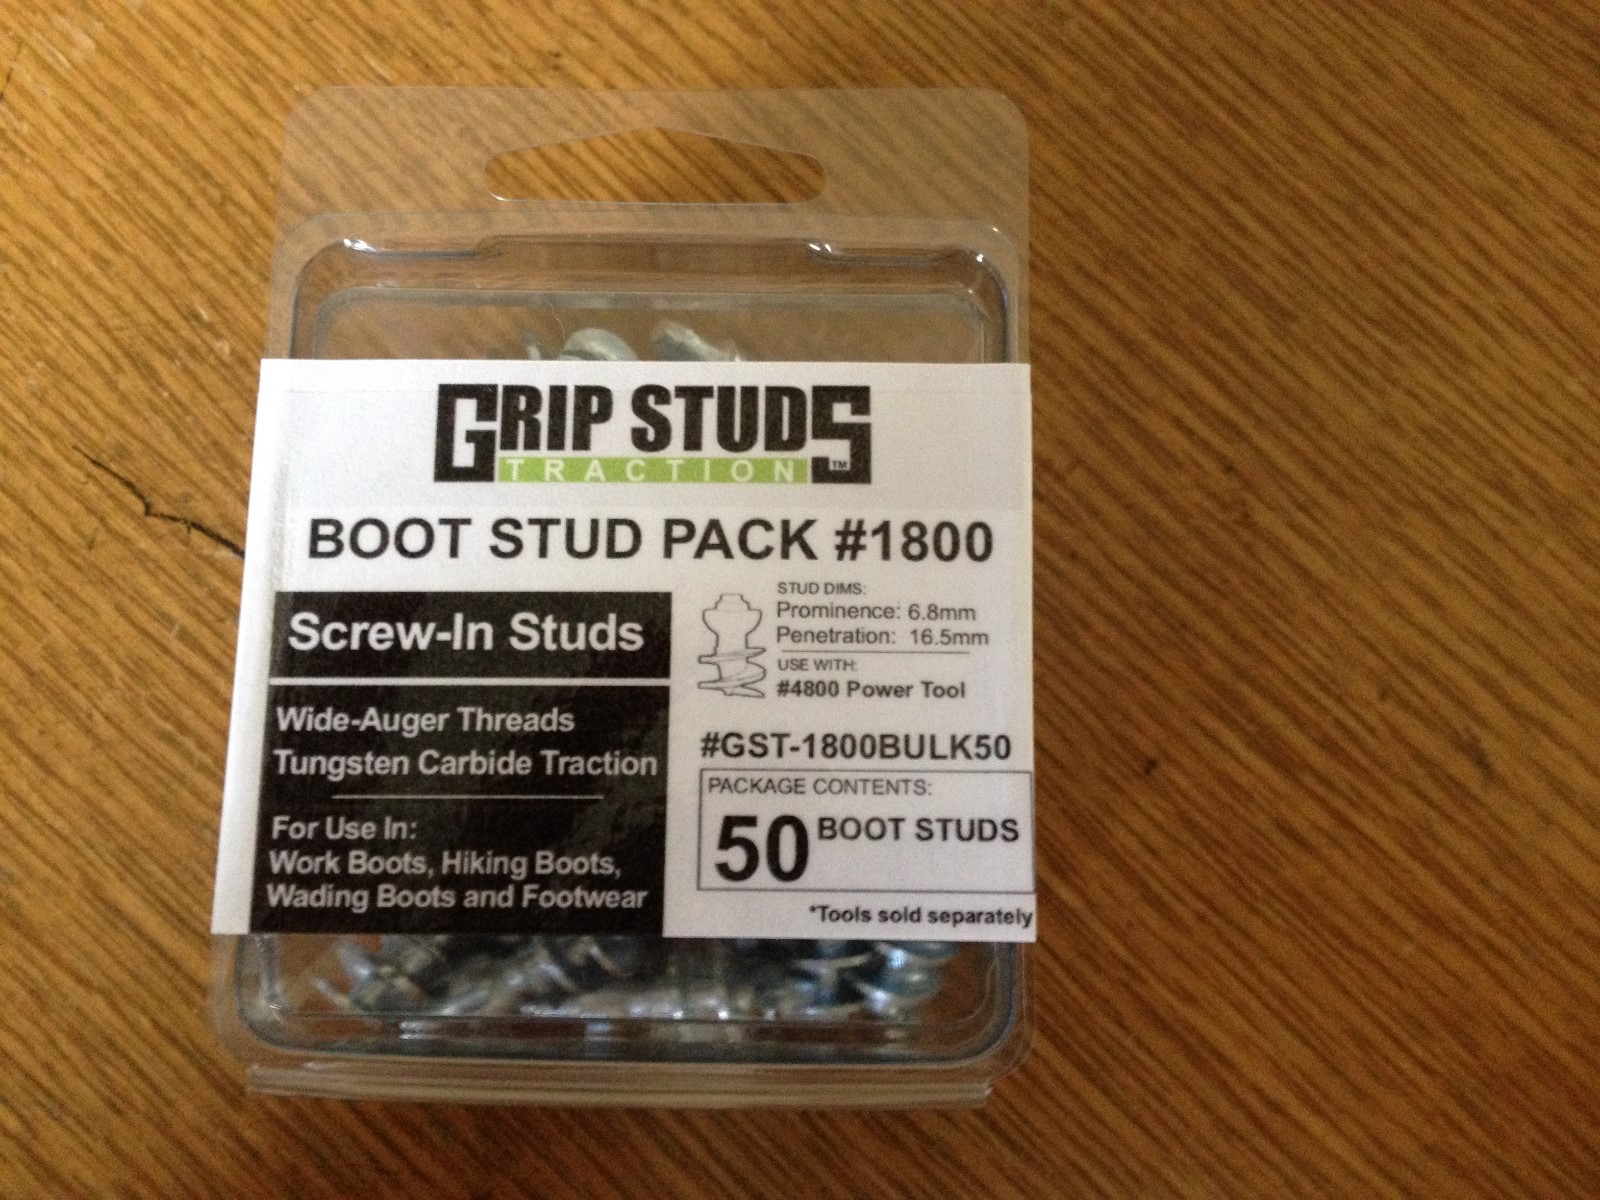 GRIP STUDS
TRACTION™
BOOT STUD PACK #1800
Screw-In Studs
Wide-Auger Threads
Tungsten Carbide Traction
For Use In:
Work Boots, Hiking Boots,
Wading Boots and Footwear
STUD DIMS:
Prominence: 6.8mm
Penetration: 16.5mm
USE WITH:
#4800 Power Tool
#GST-1800BULK50
PACKAGE CONTENTS:
50 BOOT STUDS
*Tools sold separately